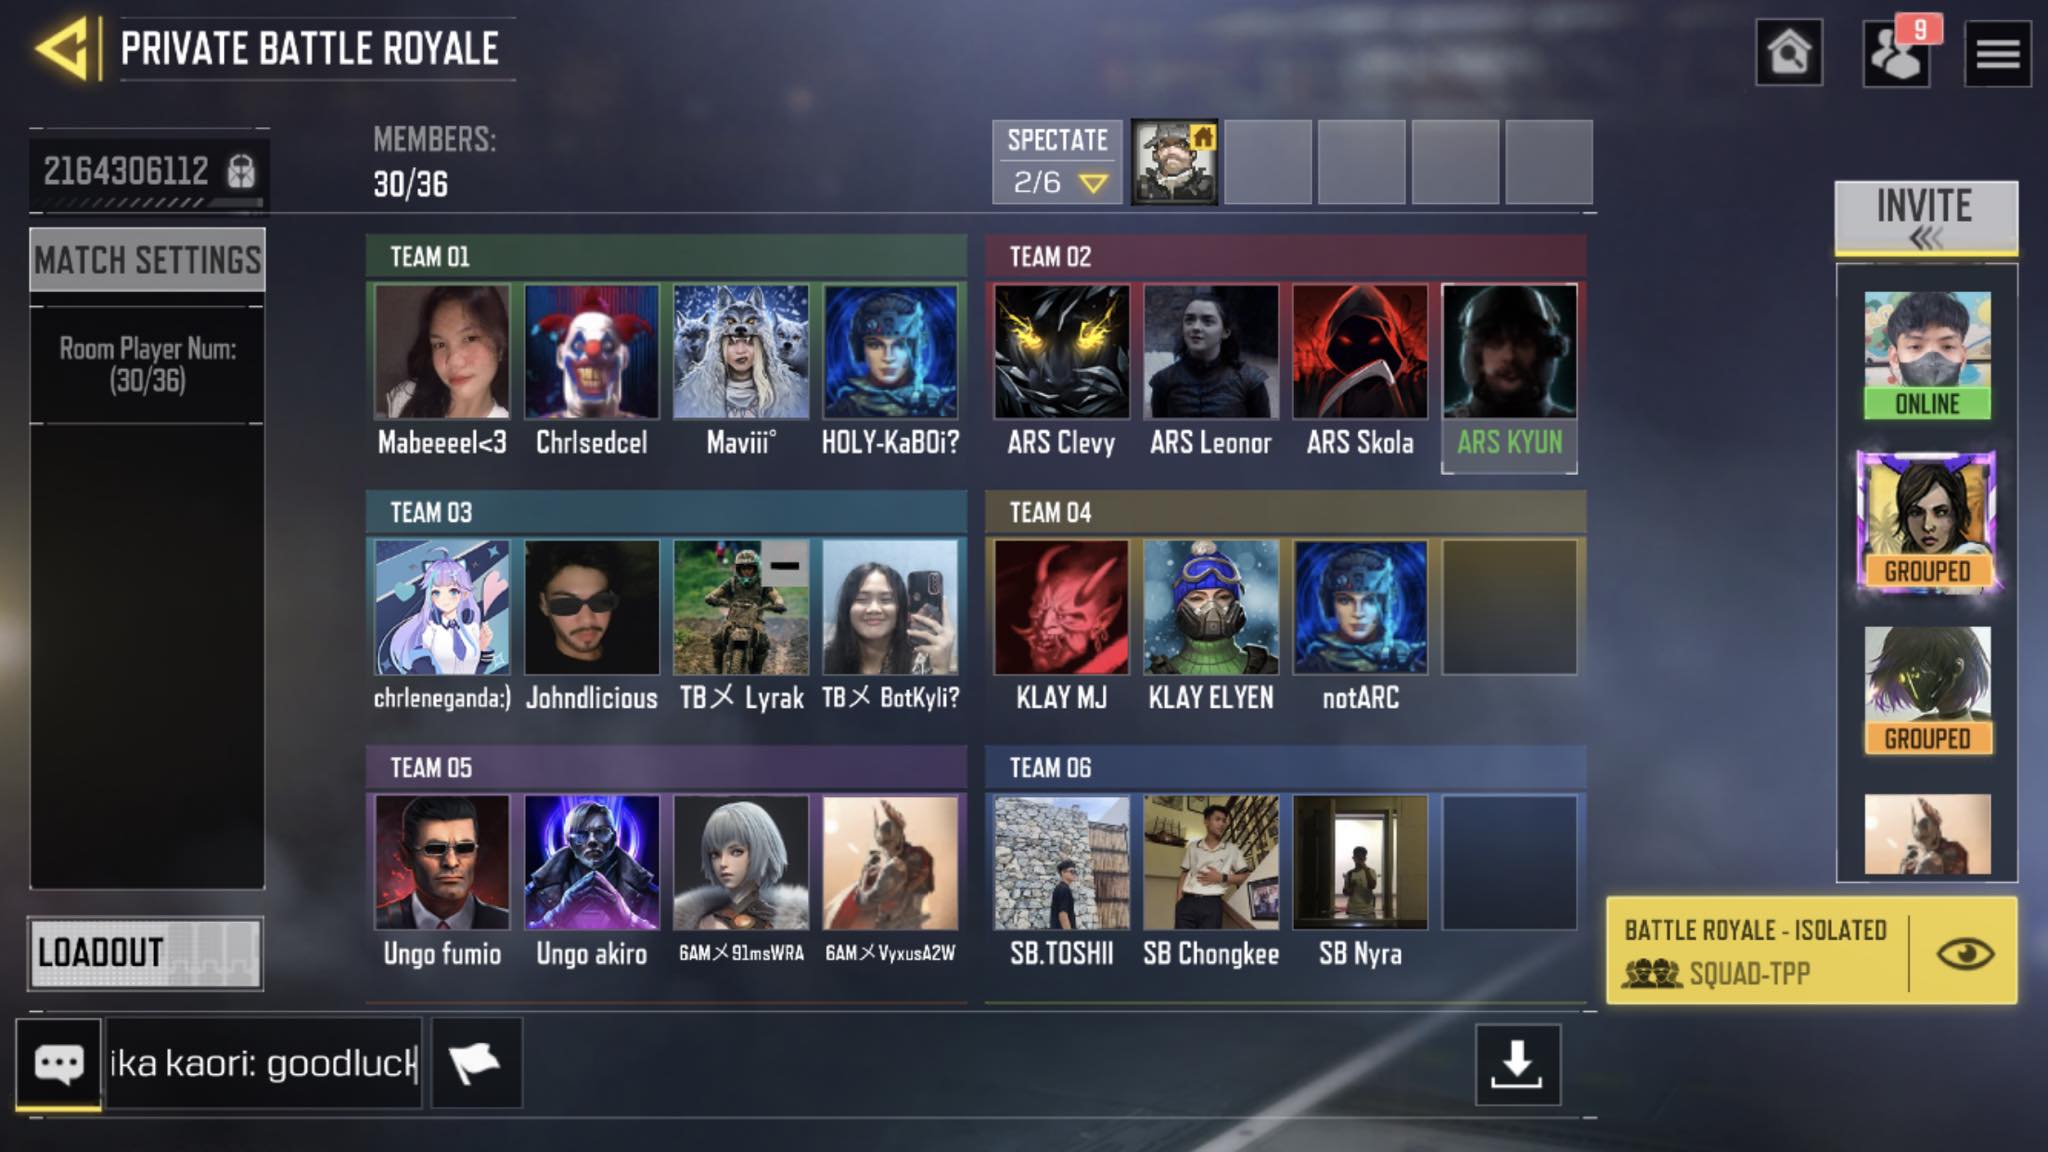 PRIVATE BATTLE ROYALE
9
2164306112
MEMBERS:
30/36
SPECTATE
2/6
INVITE
MATCH SETTINGS
Room Player Num:
(30/36)
TEAM 01
Mabeeeel<3
Chrlsedcel
Maviii°
HOLY-KaBOi?
TEAM 02
ARS Clevy
ARS Leonor
ARS Skola
ARS KYUN
ONLINE
GROUPED
GROUPED
TEAM 03
chrleneganda:)
Johndlicious
TB乄 Lyrak
TB乄 BotKyli?
TEAM 04
KLAY MJ
KLAY ELYEN
notARC
TEAM 05
Ungo fumio
Ungo akiro
6AM乄91msWRA
6AM乄VyxusA2W
TEAM 06
SB.TOSHII
SB Chongkee
SB Nyra
BATTLE ROYALE - ISOLATED
SQUAD-TPP
LOADOUT
ika kaori: goodluck